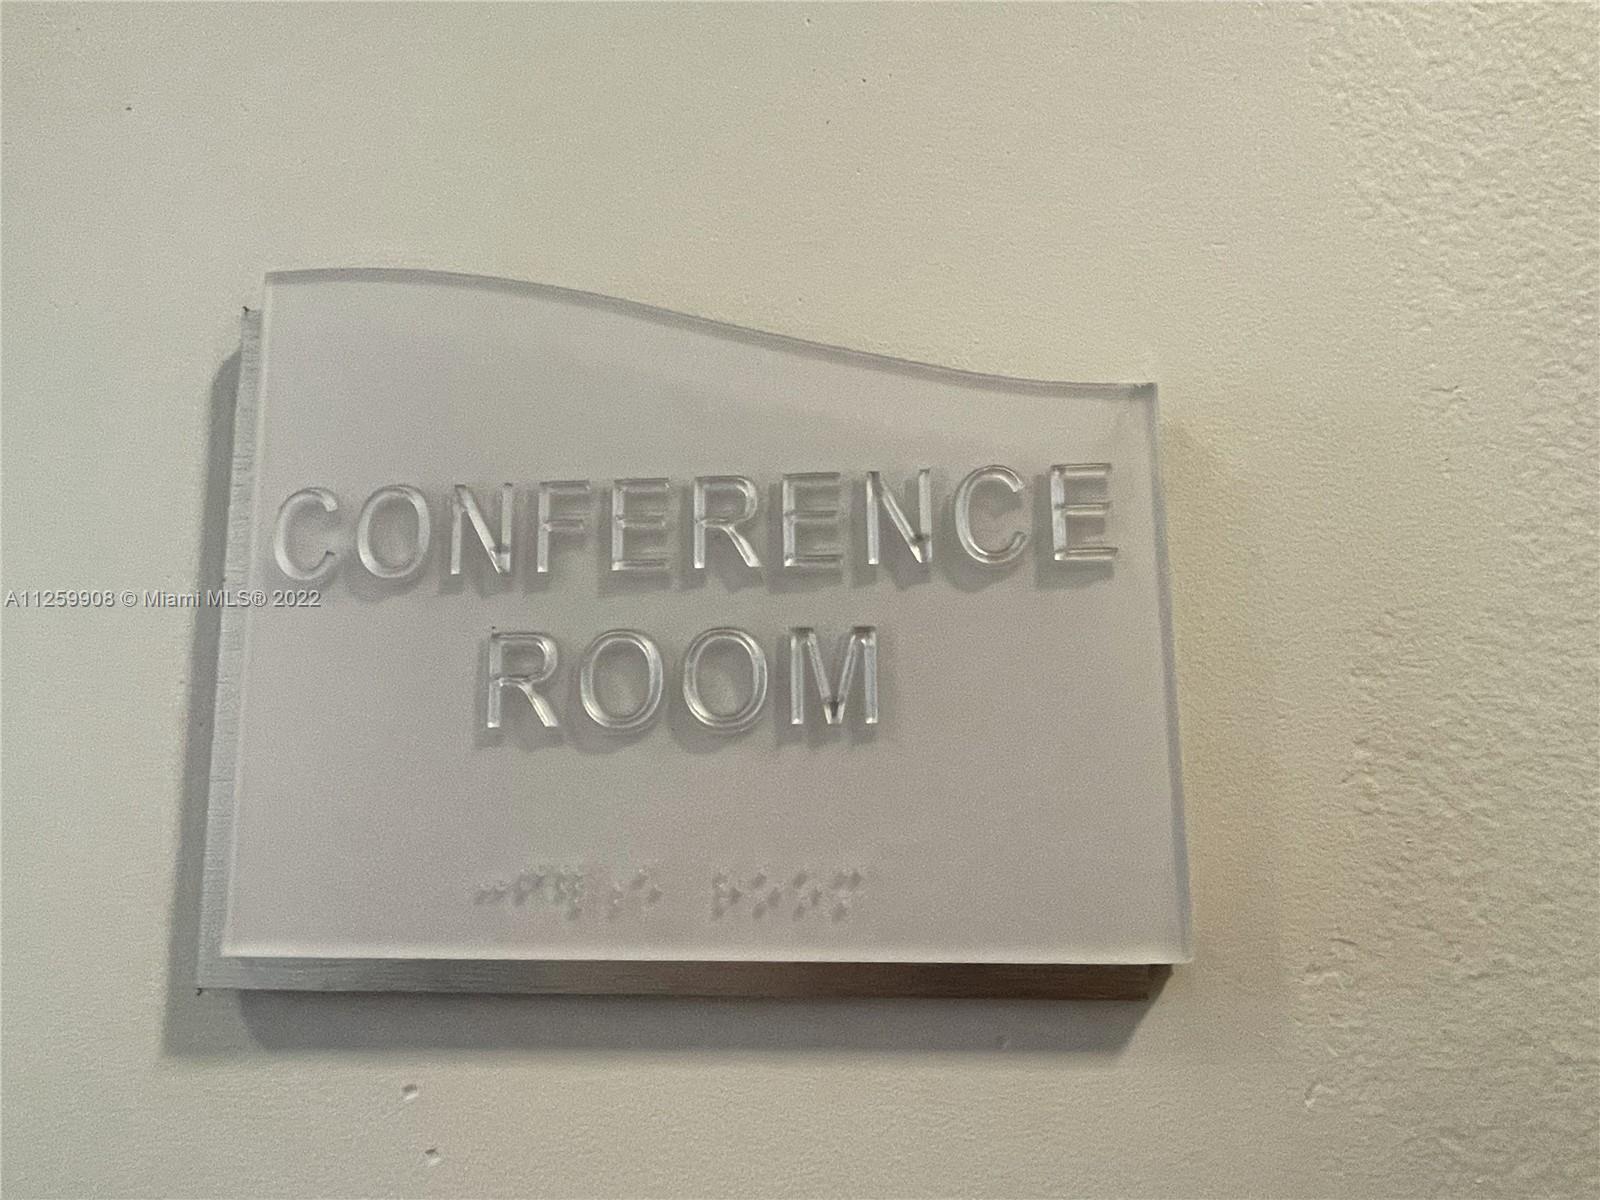 CONFERENCE
A11259908 © Miami MLS® 2022
ROOM